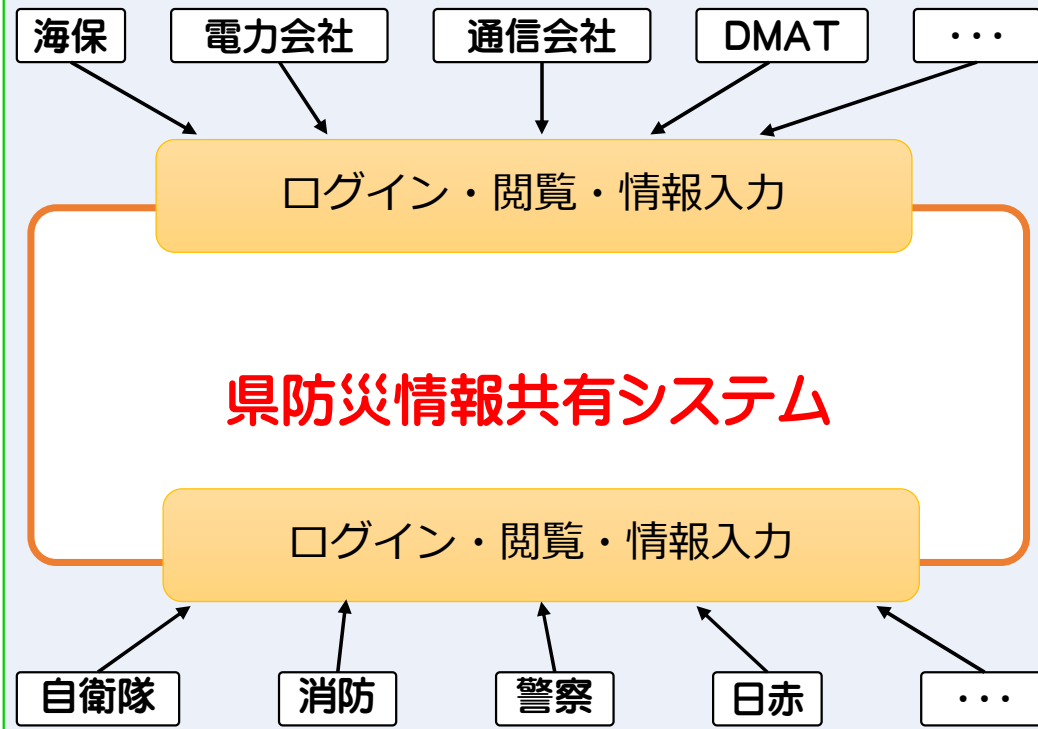 海保
電力会社
通信会社
DMAT
・・・
ログイン・閲覧・情報入力
県防災情報共有システム
ログイン・閲覧・情報入力
自衛隊
消防
警察
日赤
・・・